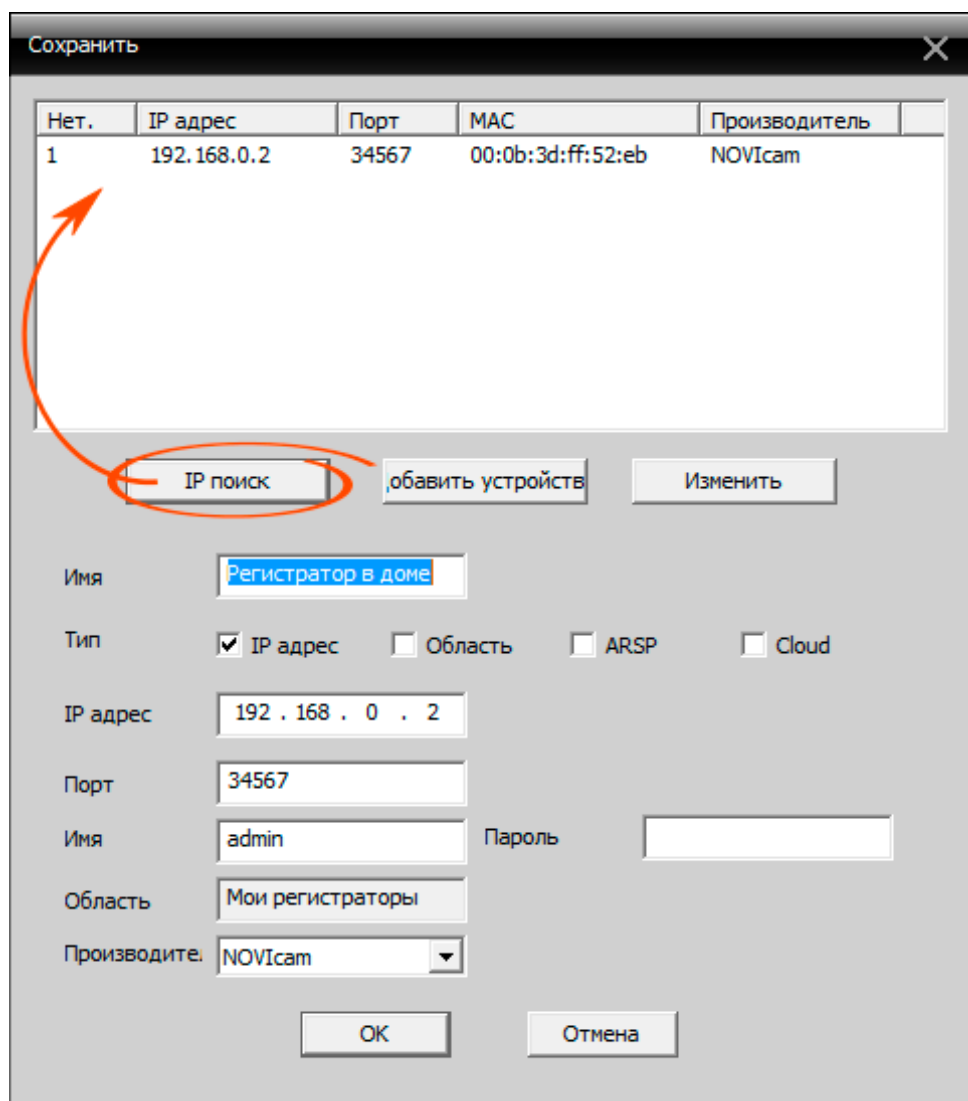 Сохранить
Нет. IP адрес Порт MAC Производитель
1 192.168.0.2 34567 00:0b:3d:ff:52:eb NOVIcam
IP поиск обавить устройств Изменить
Имя Регистратор в доме
Тип IP адрес Область ARSP Cloud
IP адрес 192 . 168 . 0 . 2
Порт 34567
Имя admin Пароль
Область Мои регистраторы
Производител NOVIcam
OK Отмена